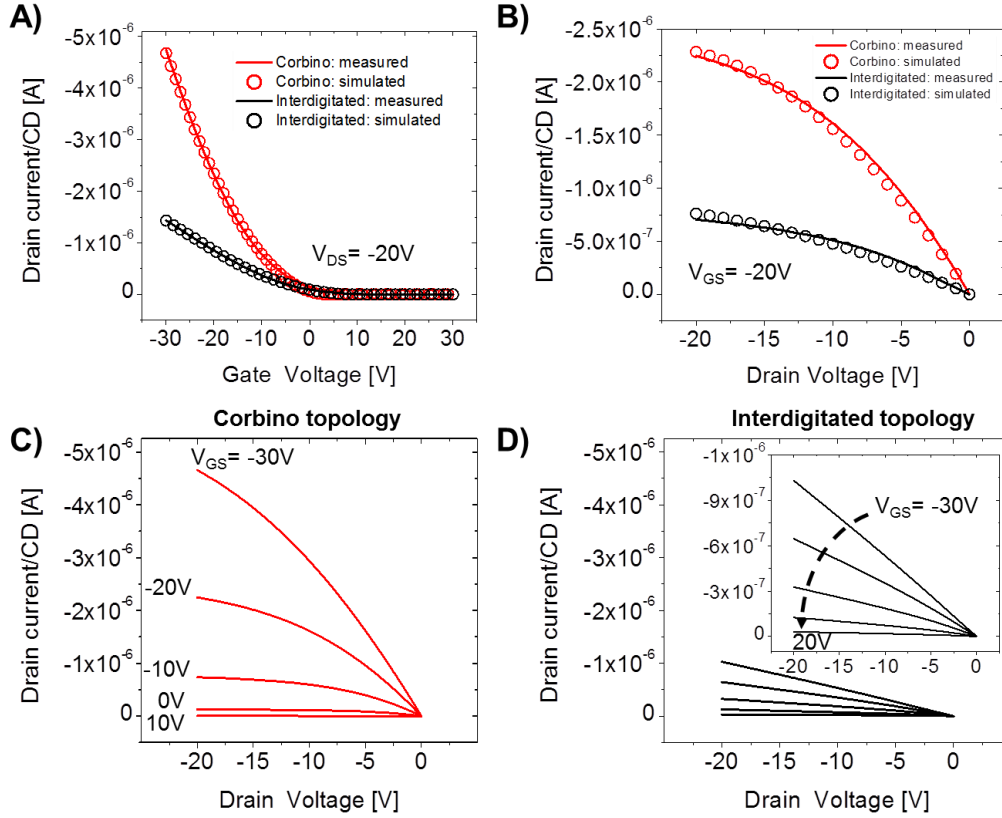 A)
Drain current/CD [A]
-5x10⁻⁶
-4x10⁻⁶
-3x10⁻⁶
-2x10⁻⁶
-1x10⁻⁶
0
Corbino: measured
Corbino: simulated
Interdigitated: measured
Interdigitated: simulated
V_DS= -20V
-30 -20 -10 0 10 20 30
Gate Voltage [V]
B)
Drain current/CD [A]
-2.5x10⁻⁶
-2.0x10⁻⁶
-1.5x10⁻⁶
-1.0x10⁻⁶
-5.0x10⁻⁷
0.0
Corbino: measured
Corbino: simulated
Interdigitated: measured
Interdigitated: simulated
V_GS= -20V
-20 -15 -10 -5 0
Drain Voltage [V]
C)
Corbino topology
Drain current/CD [A]
-5x10⁻⁶
-4x10⁻⁶
-3x10⁻⁶
-2x10⁻⁶
-1x10⁻⁶
0
V_GS= -30V
-20V
-10V
0V
10V
-20 -15 -10 -5 0
Drain Voltage [V]
D)
Interdigitated topology
Drain current/CD [A]
-5x10⁻⁶
-4x10⁻⁶
-3x10⁻⁶
-2x10⁻⁶
-1x10⁻⁶
0
-1x10⁻⁶
-9x10⁻⁷
-6x10⁻⁷
-3x10⁻⁷
0
V_GS= -30V
20V
-20 -15 -10 -5 0
-20 -15 -10 -5 0
Drain Voltage [V]